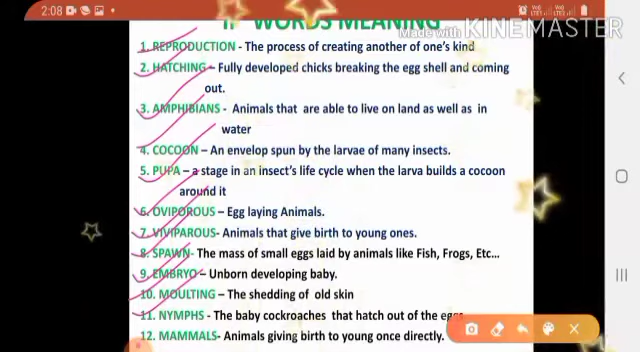 2:08
Made with KINEMASTER
1. WORDS MEANING
1. REPRODUCTION - The process of creating another of one's kind
2. HATCHING - Fully developed chicks breaking the egg shell and coming
out.
3. AMPHIBIANS - Animals that are able to live on land as well as in
water
4. COCOON – An envelop spun by the larvae of many insects.
5. PUPA – a stage in an insect's life cycle when the larva builds a cocoon
around it
6. OVIPOROUS – Egg laying Animals.
7. VIVIPAROUS- Animals that give birth to young ones.
8. SPAWN- The mass of small eggs laid by animals like Fish, Frogs, Etc...
9. EMBRYO – Unborn developing baby.
10. MOULTING – The shedding of old skin
11. NYMPHS - The baby cockroaches that hatch out of the
12. MAMMALS- Animals giving birth to young once directly.